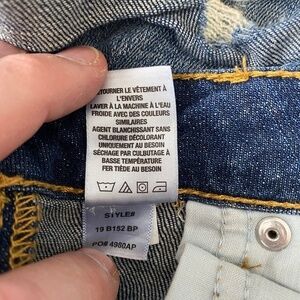 RETOURNER LE VÊTEMENT À
L'ENVERS
LAVER À LA MACHINE À L'EAU
FROIDE AVEC DES COULEURS
SIMILAIRES
AGENT BLANCHISSANT SANS
CHLORURE DÉCOLORANT
UNIQUEMENT AU BESOIN
SÉCHAGE PAR CULBUTAGE À
BASSE TEMPÉRATURE
FER TIÈDE AU BESOIN
STYLE#
19 B152 BP
PO# 4980AP